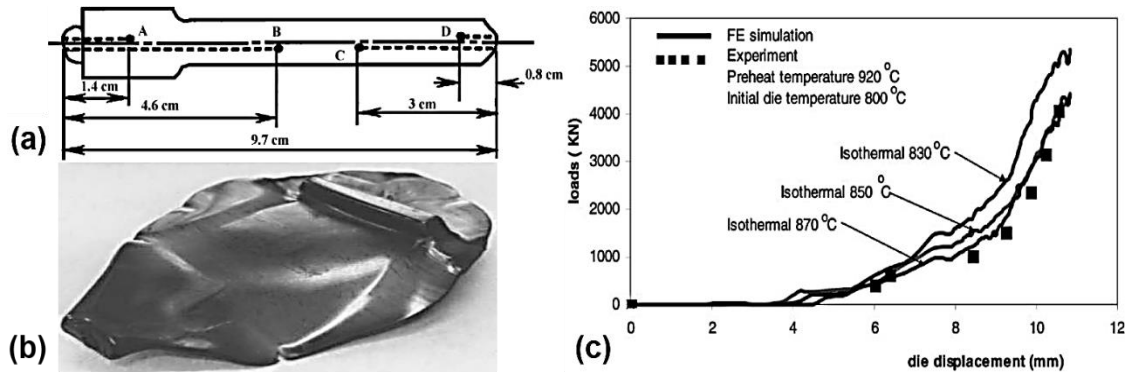 (a)
A
B
C
D
1.4 cm
4.6 cm
9.7 cm
3 cm
0.8 cm
(b)
6000
5000
4000
3000
2000
1000
0
loads ( KN)
FE simulation
Experiment
Preheat temperature 920 °C
Initial die temperature 800°C
Isothermal 830 °C
Isothermal 850 °C
Isothermal 870 °C
0 2 4 6 8 10 12
die displacement (mm)
(c)